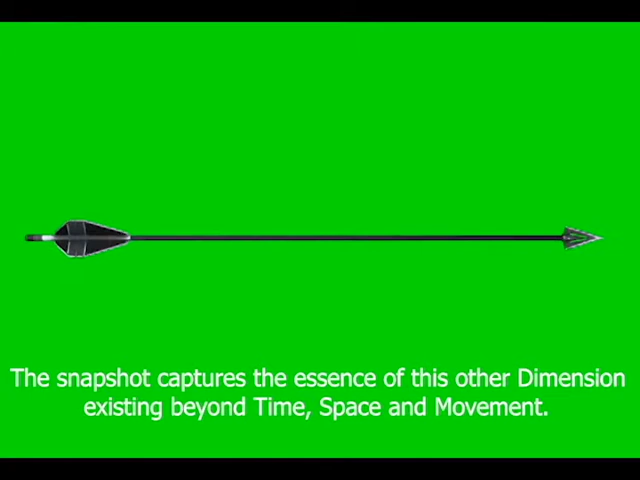 The snapshot captures the essence of this other Dimension
existing beyond Time, Space and Movement.